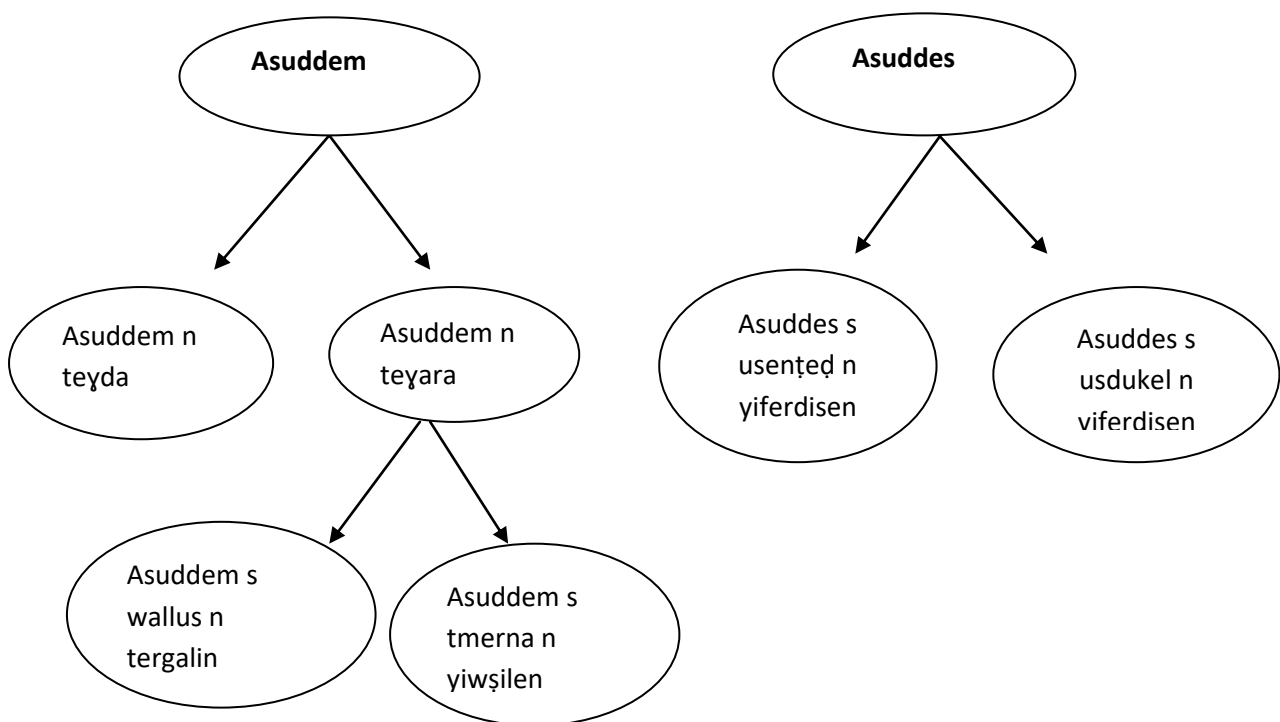 Asuddem
Asuddes
Asuddem n
teɣda
Asuddem n
teɣara
Asuddes s
usenṭeḍ n
yiferdisen
Asuddes s
usdukel n
yiferdisen
Asuddem s
wallus n
tergalin
Asuddem s
tmerna n
yiwṣilen